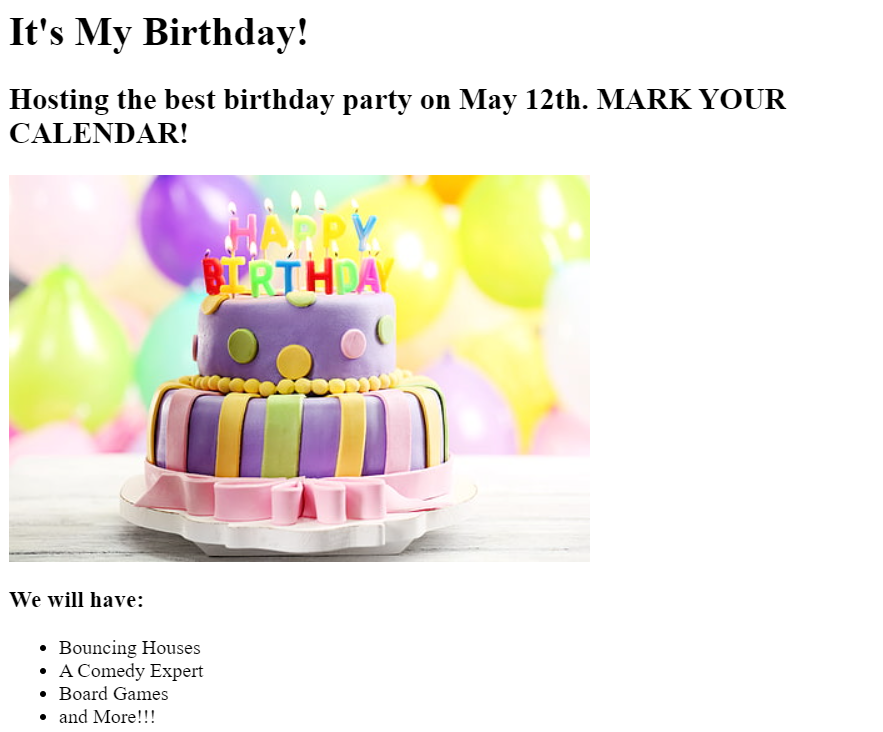 It's My Birthday!
Hosting the best birthday party on May 12th. MARK YOUR
CALENDAR!
HAPPY
BIRTHDAY
We will have:
Bouncing Houses
A Comedy Expert
Board Games
and More!!!